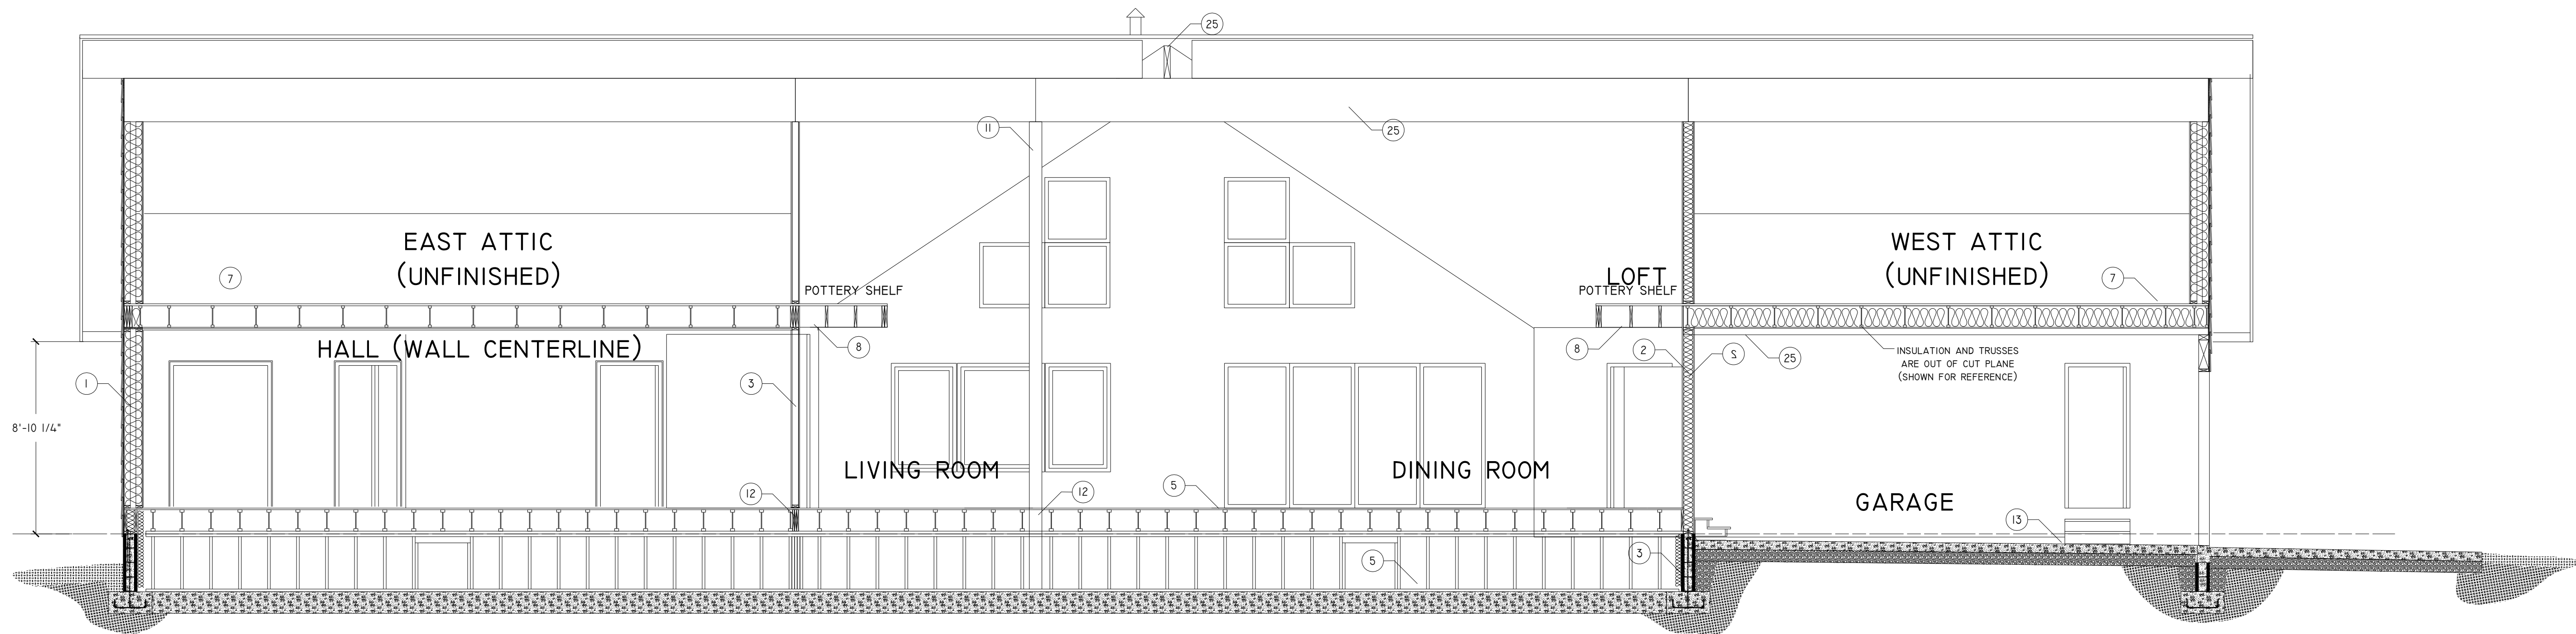 25
11
25
EAST ATTIC
(UNFINISHED)
7
POTTERY SHELF
LOFT
POTTERY SHELF
WEST ATTIC
(UNFINISHED)
7
HALL (WALL CENTERLINE)
8
8
2
2
25
INSULATION AND TRUSSES
ARE OUT OF CUT PLANE
(SHOWN FOR REFERENCE)
1
3
8'-10 1/4"
LIVING ROOM
DINING ROOM
12
12
5
GARAGE
13
3
5